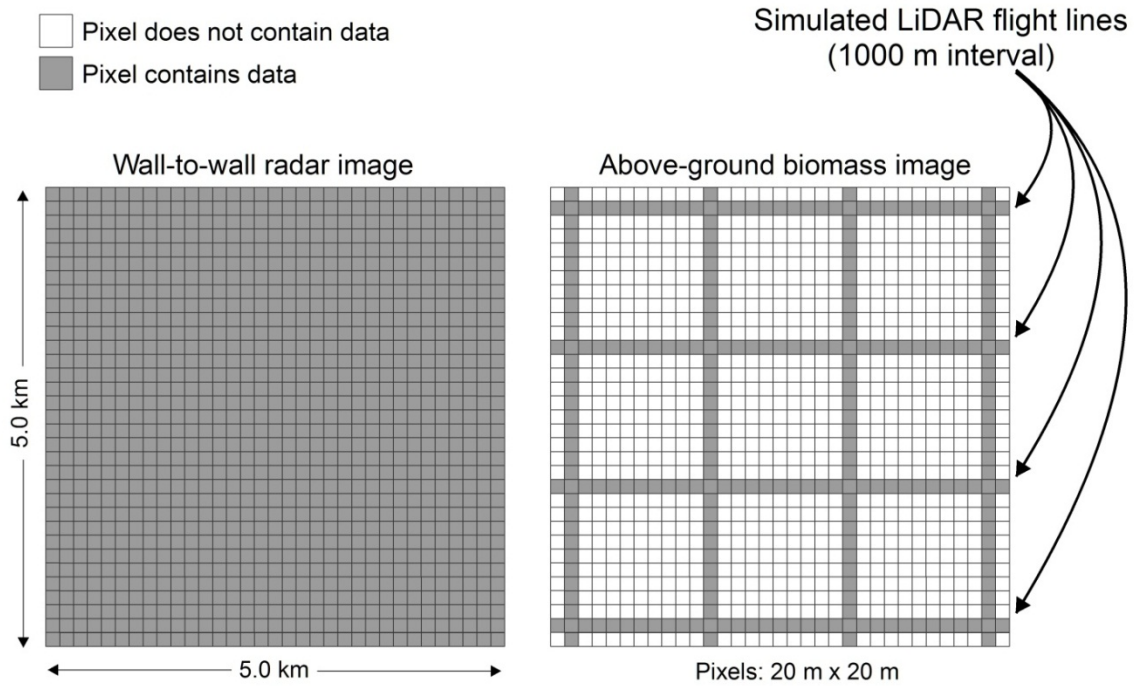 Pixel does not contain data
Pixel contains data
Simulated LiDAR flight lines
(1000 m interval)
Wall-to-wall radar image
Above-ground biomass image
5.0 km
5.0 km
Pixels: 20 m x 20 m